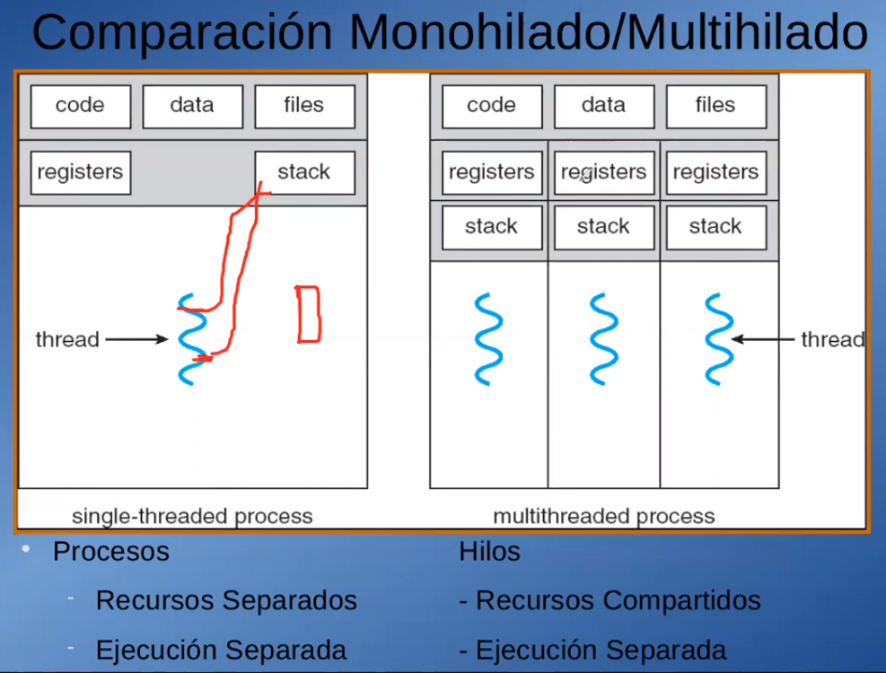 Comparación Monohilado/Multihilado
code data files code data files
registers stack registers registers registers
stack stack stack
thread thread
single-threaded process multithreaded process
• Procesos Hilos
- Recursos Separados - Recursos Compartidos
- Ejecución Separada - Ejecución Separada